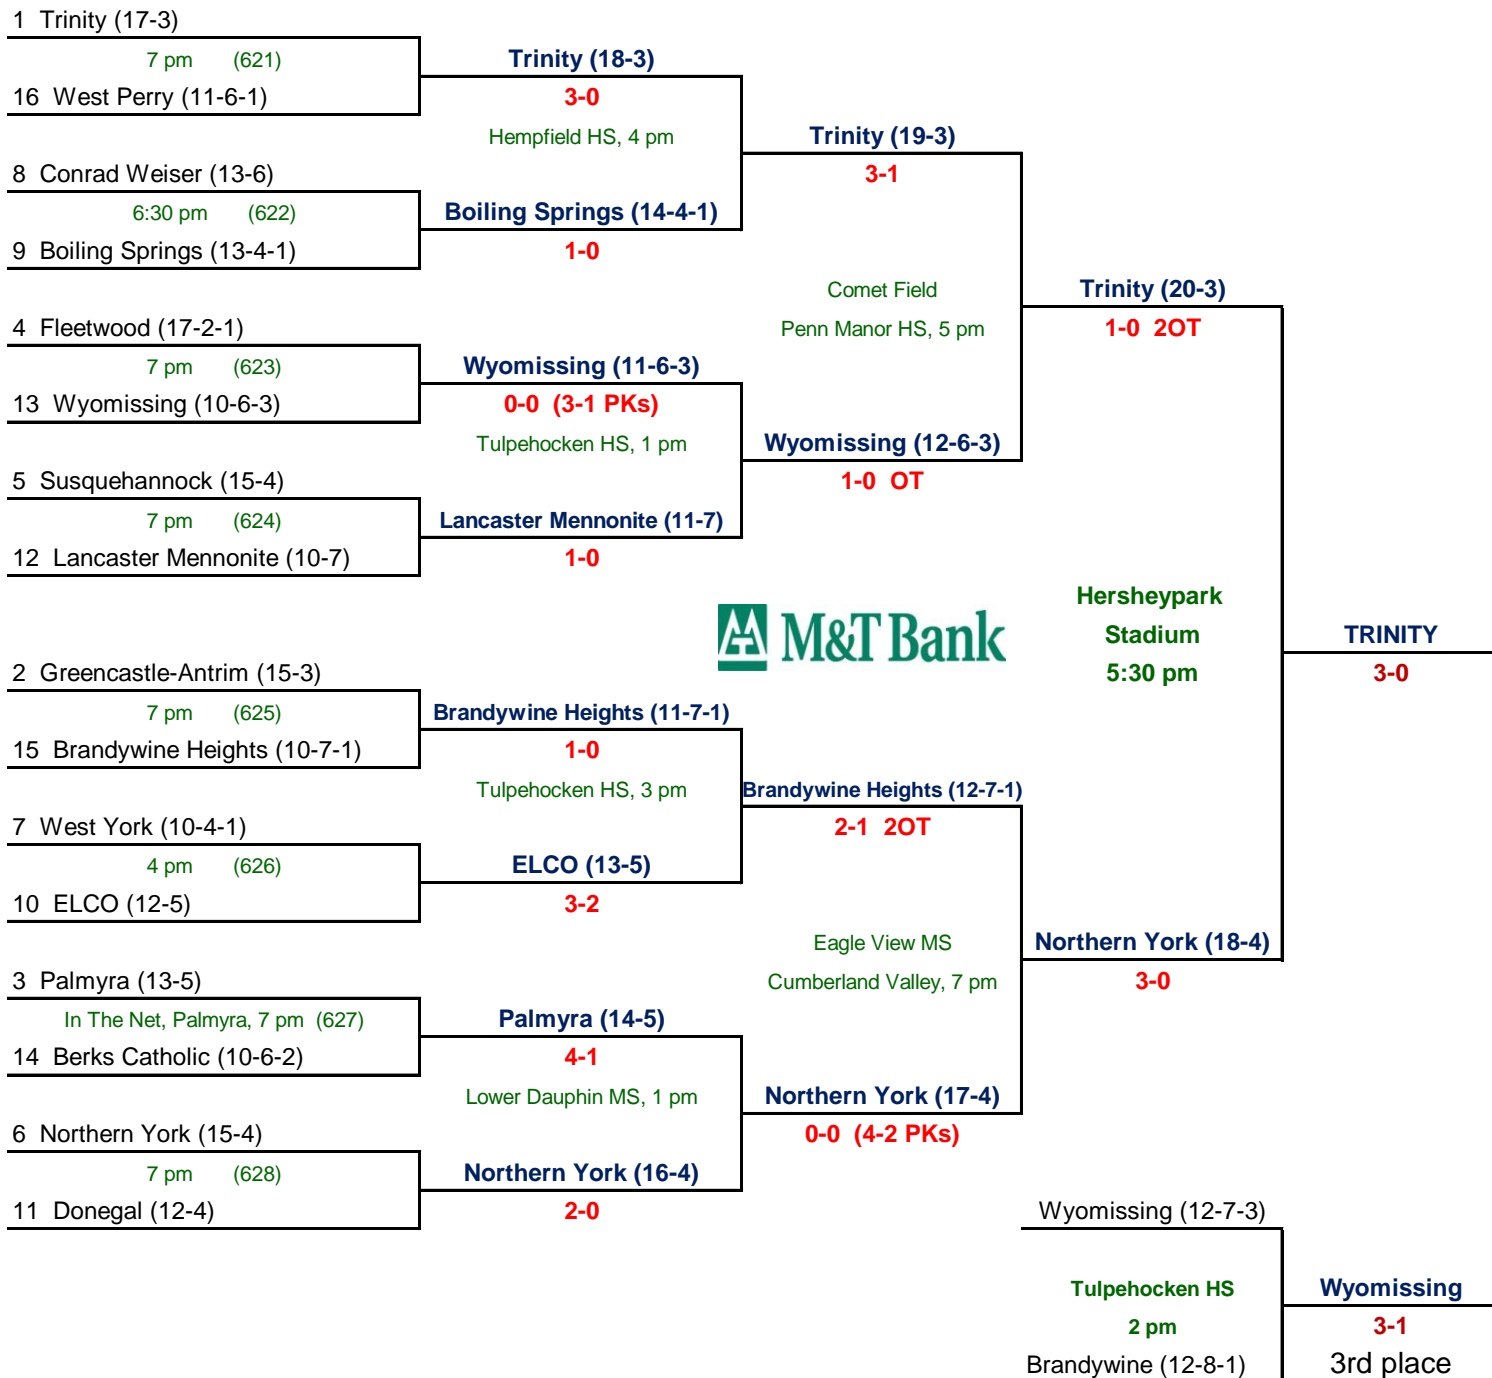 1 Trinity (17-3)
7 pm (621)
16 West Perry (11-6-1)
8 Conrad Weiser (13-6)
6:30 pm (622)
9 Boiling Springs (13-4-1)
4 Fleetwood (17-2-1)
7 pm (623)
13 Wyomissing (10-6-3)
5 Susquehannock (15-4)
7 pm (624)
12 Lancaster Mennonite (10-7)
2 Greencastle-Antrim (15-3)
7 pm (625)
15 Brandywine Heights (10-7-1)
7 West York (10-4-1)
4 pm (626)
10 ELCO (12-5)
3 Palmyra (13-5)
In The Net, Palmyra, 7 pm (627)
14 Berks Catholic (10-6-2)
6 Northern York (15-4)
7 pm (628)
11 Donegal (12-4)
Trinity (18-3)
3-0
Hempfield HS, 4 pm
Boiling Springs (14-4-1)
1-0
Wyomissing (11-6-3)
0-0 (3-1 PKs)
Tulpehocken HS, 1 pm
Lancaster Mennonite (11-7)
1-0
Brandywine Heights (11-7-1)
1-0
Tulpehocken HS, 3 pm
ELCO (13-5)
3-2
Palmyra (14-5)
4-1
Lower Dauphin MS, 1 pm
Northern York (16-4)
2-0
Trinity (19-3)
3-1
Comet Field
Penn Manor HS, 5 pm
Wyomissing (12-6-3)
1-0 OT
M&T Bank
Brandywine Heights (12-7-1)
2-1 2OT
Eagle View MS
Cumberland Valley, 7 pm
Northern York (17-4)
0-0 (4-2 PKs)
Trinity (20-3)
1-0 2OT
Hersheypark
Stadium
5:30 pm
Northern York (18-4)
3-0
TRINITY
3-0
Wyomissing (12-7-3)
Tulpehocken HS
2 pm
Brandywine (12-8-1)
Wyomissing
3-1
3rd place